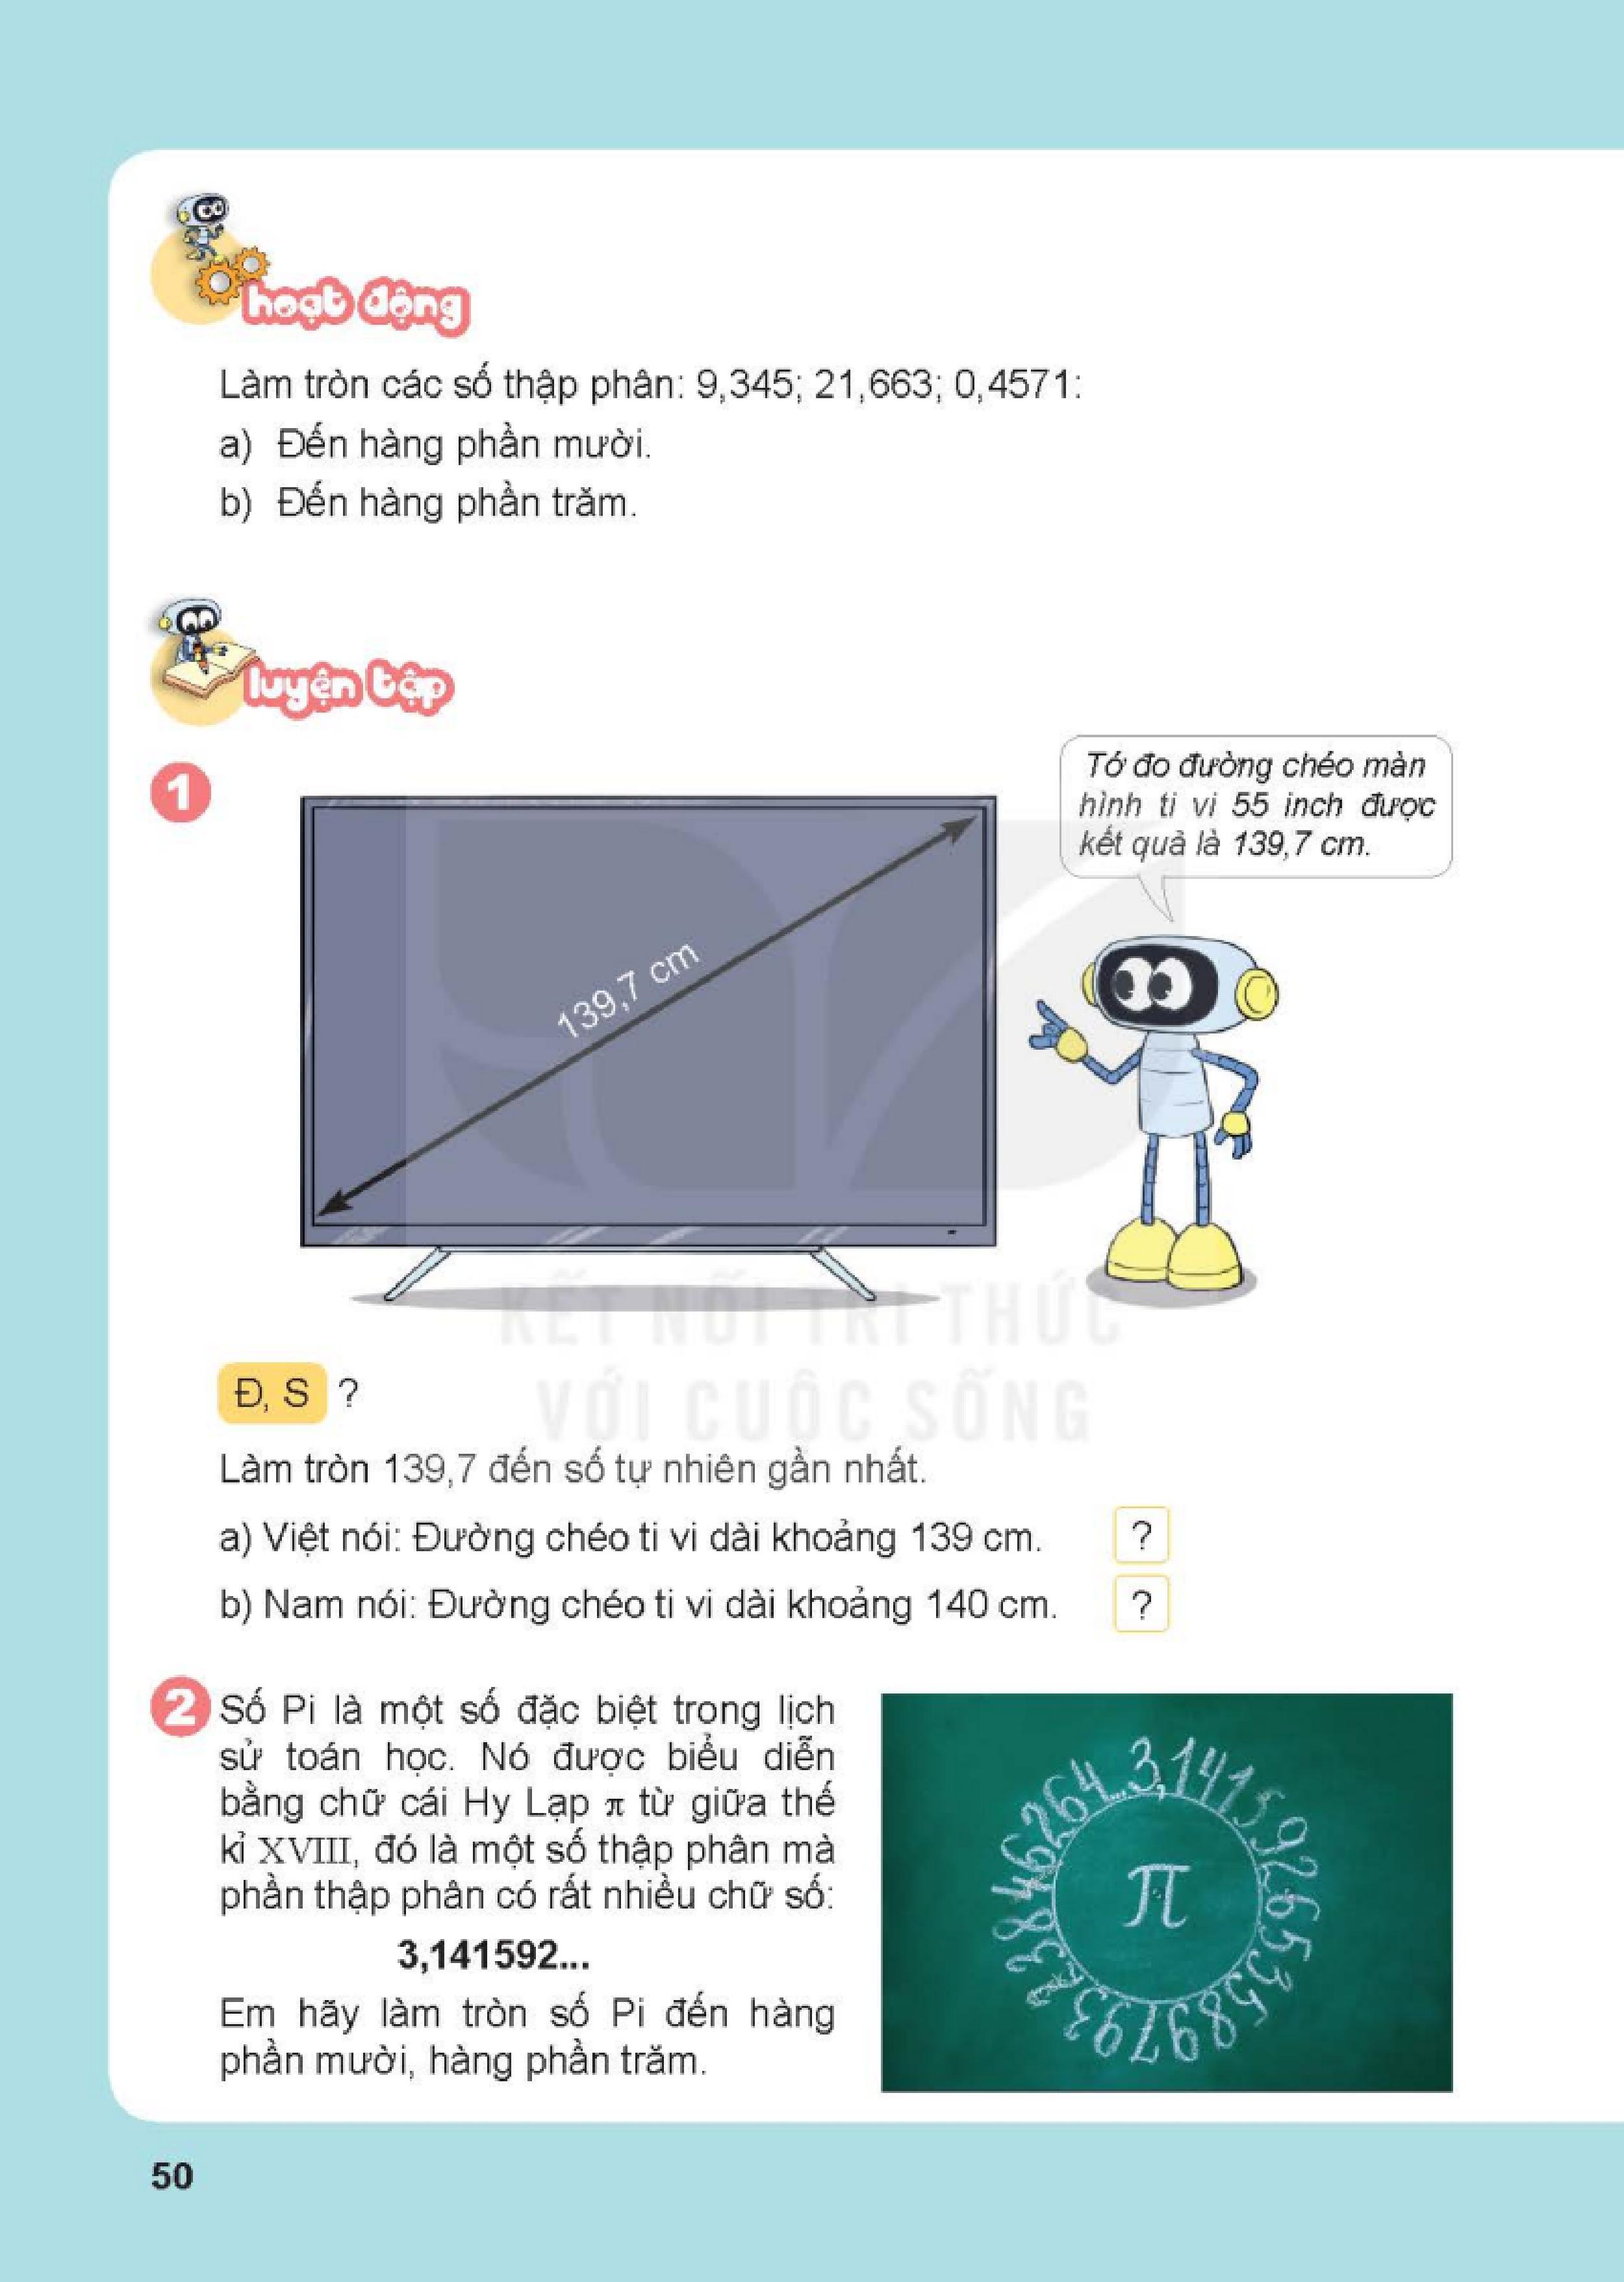 hoạt động
Làm tròn các số thập phân: 9,345; 21,663; 0,4571:
a) Đến hàng phần mười.
b) Đến hàng phần trăm.
luyện tập
1
Tớ đo đường chéo màn
hình ti vi 55 inch được
kết quả là 139,7 cm.
139,7 cm
KẾT NỐI TRI THỨC
VỚI CUỘC SỐNG
Đ, S ?
Làm tròn 139,7 đến số tự nhiên gần nhất.
a) Việt nói: Đường chéo ti vi dài khoảng 139 cm. ?
b) Nam nói: Đường chéo ti vi dài khoảng 140 cm. ?
2 Số Pi là một số đặc biệt trong lịch
sử toán học. Nó được biểu diễn
bằng chữ cái Hy Lạp π từ giữa thế
kỉ XVIII, đó là một số thập phân mà
phần thập phân có rất nhiều chữ số:
3,141592...
Em hãy làm tròn số Pi đến hàng
phần mười, hàng phần trăm.
3,14159265358979323846264...
π
50